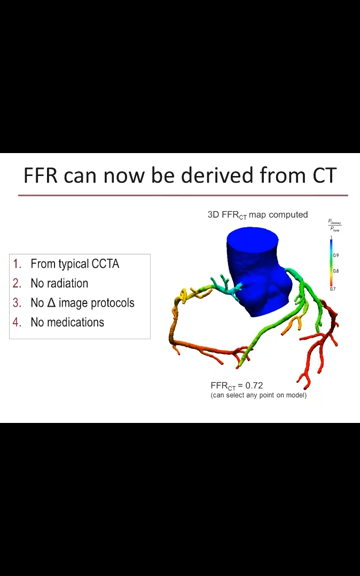 FFR can now be derived from CT
3D FFRCT map computed
1. From typical CCTA
2. No radiation
3. No Δ image protocols
4. No medications
0.9
0.8
0.7
FFRCT = 0.72
(can select any point on model)